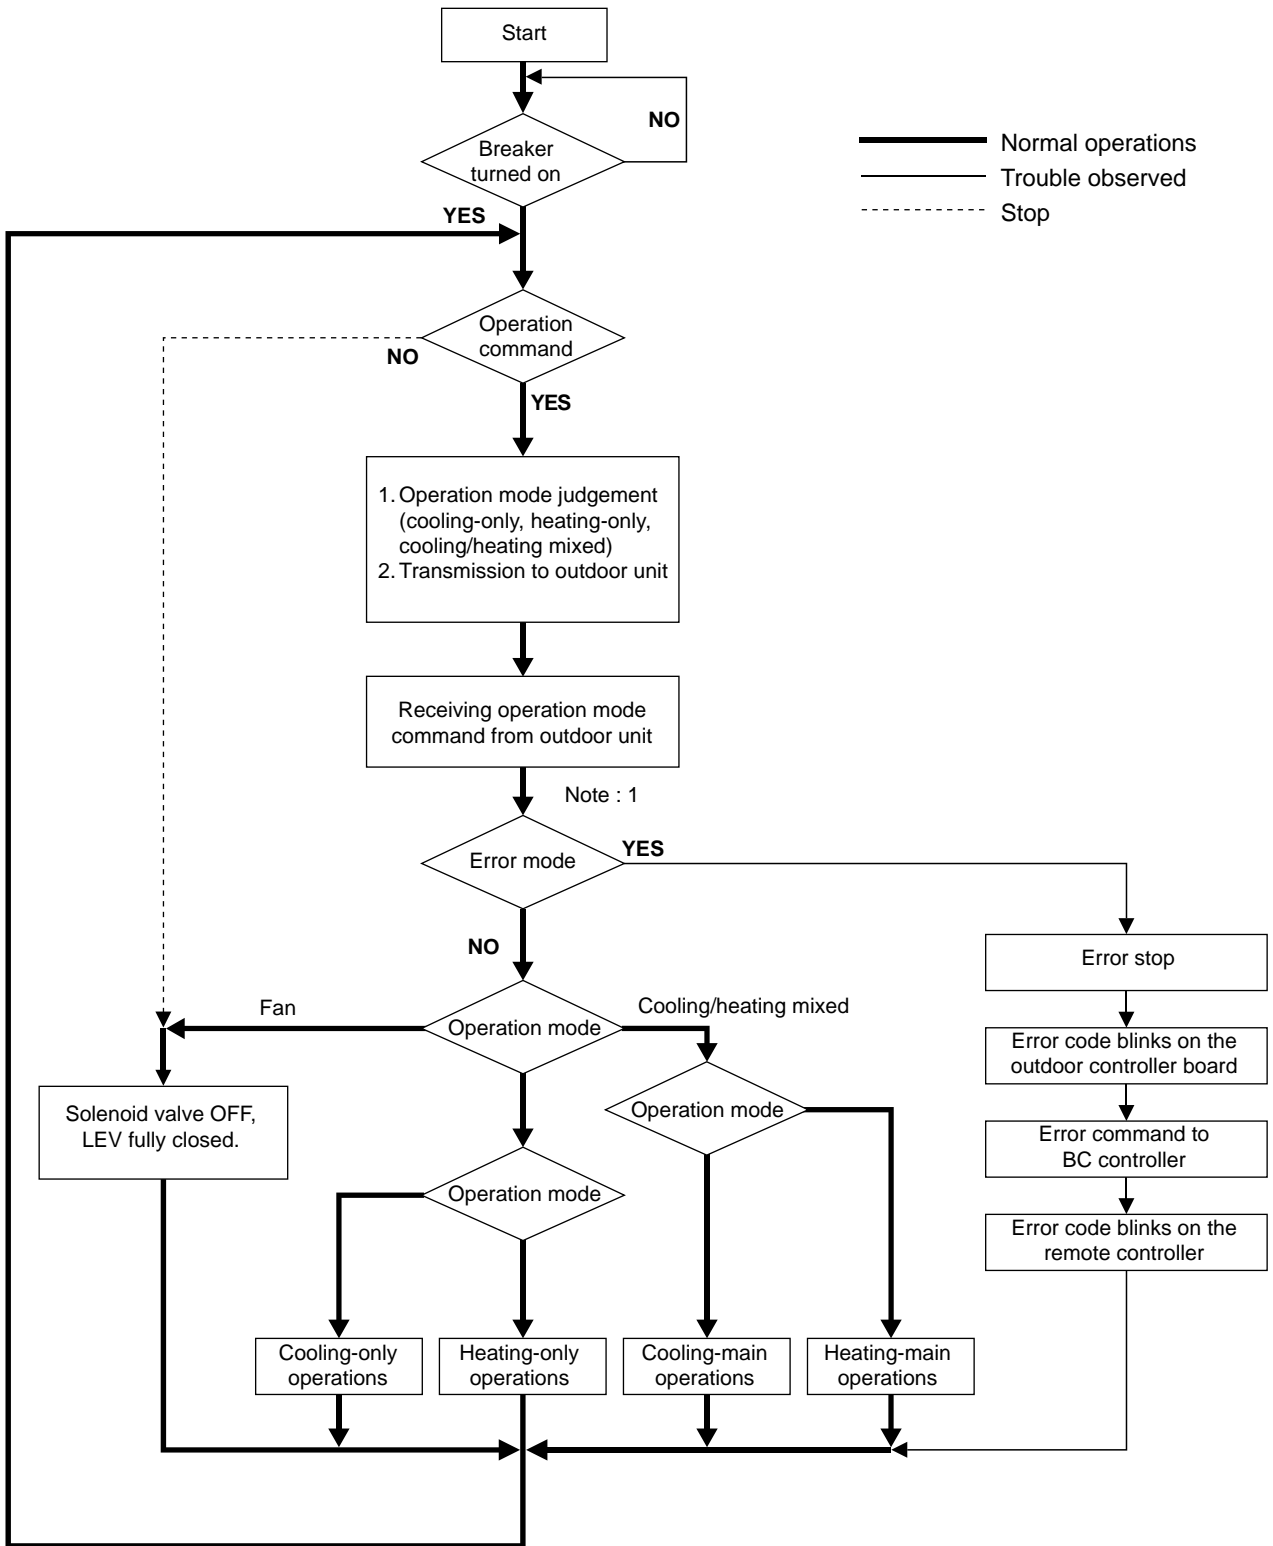 Start
NO
Breaker
turned on
Normal operations
Trouble observed
Stop
YES
Operation
command
NO
YES
1. Operation mode judgement
(cooling-only, heating-only,
cooling/heating mixed)
2. Transmission to outdoor unit
Receiving operation mode
command from outdoor unit
Note : 1
Error mode
YES
NO
Error stop
Fan
Operation mode
Cooling/heating mixed
Error code blinks on the
outdoor controller board
Solenoid valve OFF,
LEV fully closed.
Operation mode
Error command to
BC controller
Operation mode
Error code blinks on the
remote controller
Cooling-only
operations
Heating-only
operations
Cooling-main
operations
Heating-main
operations